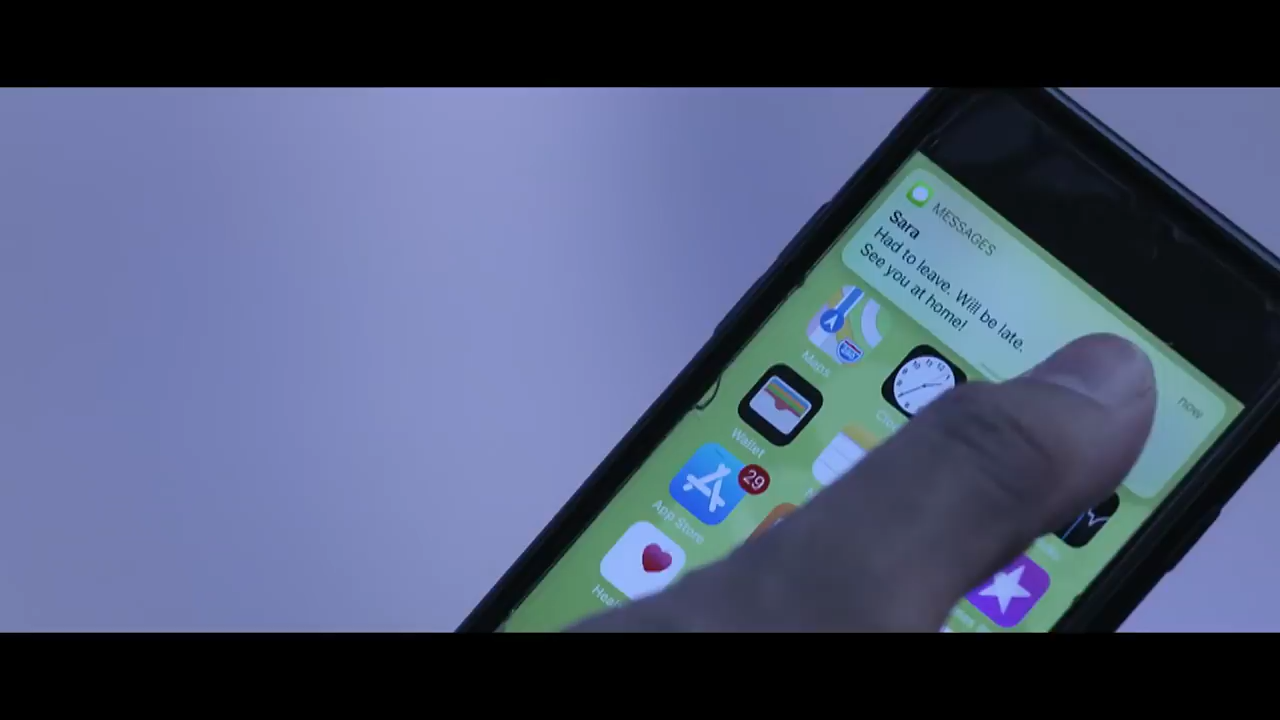 MESSAGES
now
Sara
Had to leave. Will be late.
See you at home!
Maps
Wallet
29
App Store